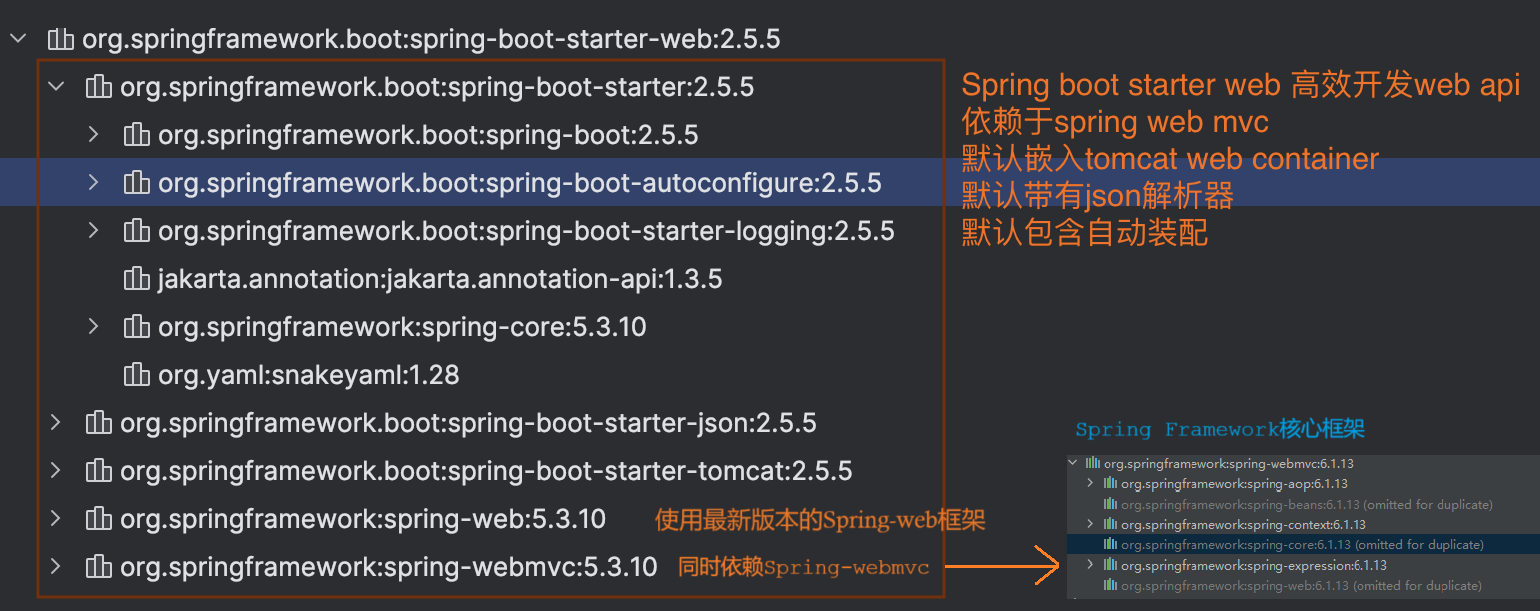 org.springframework.boot:spring-boot-starter-web:2.5.5
org.springframework.boot:spring-boot-starter:2.5.5
org.springframework.boot:spring-boot:2.5.5
org.springframework.boot:spring-boot-autoconfigure:2.5.5
org.springframework.boot:spring-boot-starter-logging:2.5.5
jakarta.annotation:jakarta.annotation-api:1.3.5
org.springframework:spring-core:5.3.10
org.yaml:snakeyaml:1.28
org.springframework.boot:spring-boot-starter-json:2.5.5
org.springframework.boot:spring-boot-starter-tomcat:2.5.5
org.springframework:spring-web:5.3.10 使用最新版本的Spring-web框架
org.springframework:spring-webmvc:5.3.10 同时依赖Spring-webmvc
Spring boot starter web 高效开发web api
依赖于spring web mvc
默认嵌入tomcat web container
默认带有json解析器
默认包含自动装配
Spring Framework核心框架
org.springframework:spring-webmvc:6.1.13
org.springframework:spring-aop:6.1.13
org.springframework:spring-beans:6.1.13 (omitted for duplicate)
org.springframework:spring-context:6.1.13
org.springframework:spring-core:6.1.13 (omitted for duplicate)
org.springframework:spring-expression:6.1.13
org.springframework:spring-web:6.1.13 (omitted for duplicate)